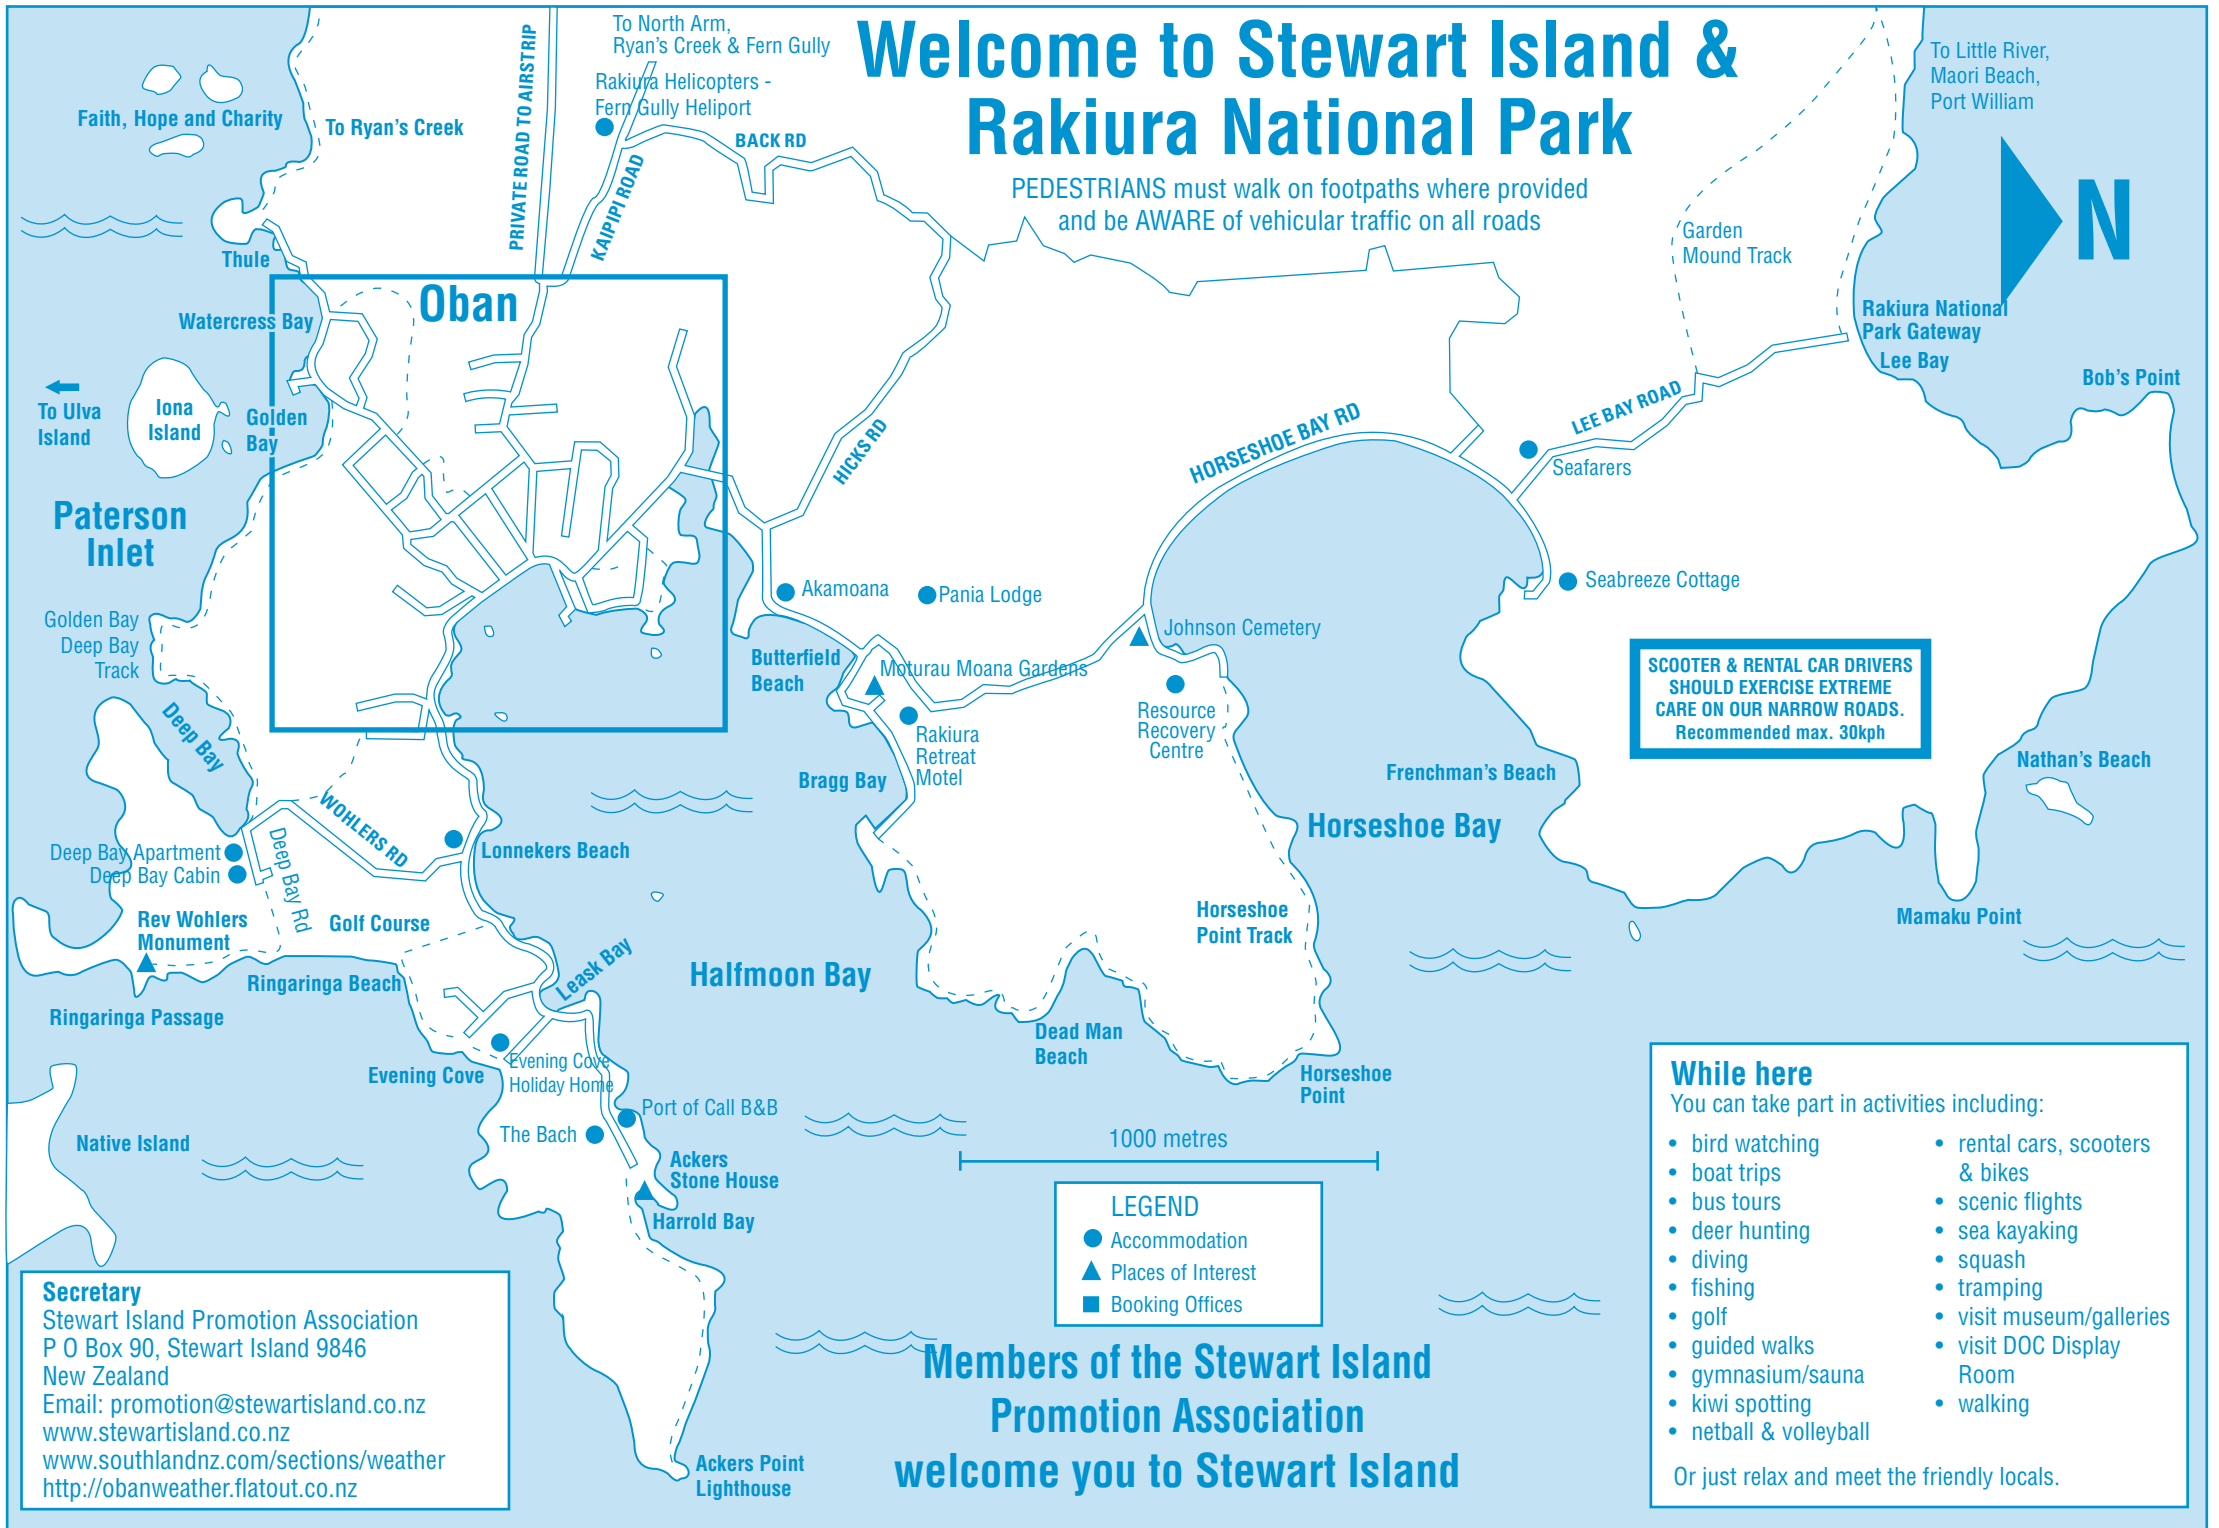 Welcome to Stewart Island &
Rakiura National Park
PEDESTRIANS must walk on footpaths where provided
and be AWARE of vehicular traffic on all roads
To North Arm,
Ryan's Creek & Fern Gully
Rakiura Helicopters -
Fern Gully Heliport
PRIVATE ROAD TO AIRSTRIP
KAIPIPI ROAD
BACK RD
Faith, Hope and Charity
To Ryan's Creek
Thule
Oban
Watercress Bay
To Ulva
Island
Iona
Island
Golden
Bay
Paterson
Inlet
HICKS RD
HORSESHOE BAY RD
LEE BAY ROAD
Garden
Mound Track
To Little River,
Maori Beach,
Port William
N
Rakiura National
Park Gateway
Lee Bay
Bob's Point
Seafarers
Seabreeze Cottage
Akamoana
Pania Lodge
Johnson Cemetery
Moturau Moana Gardens
Butterfield
Beach
Golden Bay
Deep Bay
Track
Deep Bay
Resource
Recovery
Centre
Rakiura
Retreat
Motel
Bragg Bay
SCOOTER & RENTAL CAR DRIVERS
SHOULD EXERCISE EXTREME
CARE ON OUR NARROW ROADS.
Recommended max. 30kph
Frenchman's Beach
Nathan's Beach
Horseshoe Bay
WOHLERS RD
Deep Bay Rd
Lonnekers Beach
Deep Bay Apartment
Deep Bay Cabin
Rev Wohlers
Monument
Golf Course
Ringaringa Beach
Ringaringa Passage
Leask Bay
Halfmoon Bay
Horseshoe
Point Track
Mamaku Point
Dead Man
Beach
Horseshoe
Point
Evening Cove
Evening Cove
Holiday Home
Port of Call B&B
The Bach
Native Island
Ackers
Stone House
Harrold Bay
Ackers Point
Lighthouse
1000 metres
LEGEND
Accommodation
Places of Interest
Booking Offices
Members of the Stewart Island
Promotion Association
welcome you to Stewart Island
Secretary
Stewart Island Promotion Association
P O Box 90, Stewart Island 9846
New Zealand
Email: promotion@stewartisland.co.nz
www.stewartisland.co.nz
www.southlandnz.com/sections/weather
http://obanweather.flatout.co.nz
While here
You can take part in activities including:
• bird watching
• boat trips
• bus tours
• deer hunting
• diving
• fishing
• golf
• guided walks
• gymnasium/sauna
• kiwi spotting
• netball & volleyball
• rental cars, scooters
& bikes
• scenic flights
• sea kayaking
• squash
• tramping
• visit museum/galleries
• visit DOC Display
Room
• walking
Or just relax and meet the friendly locals.